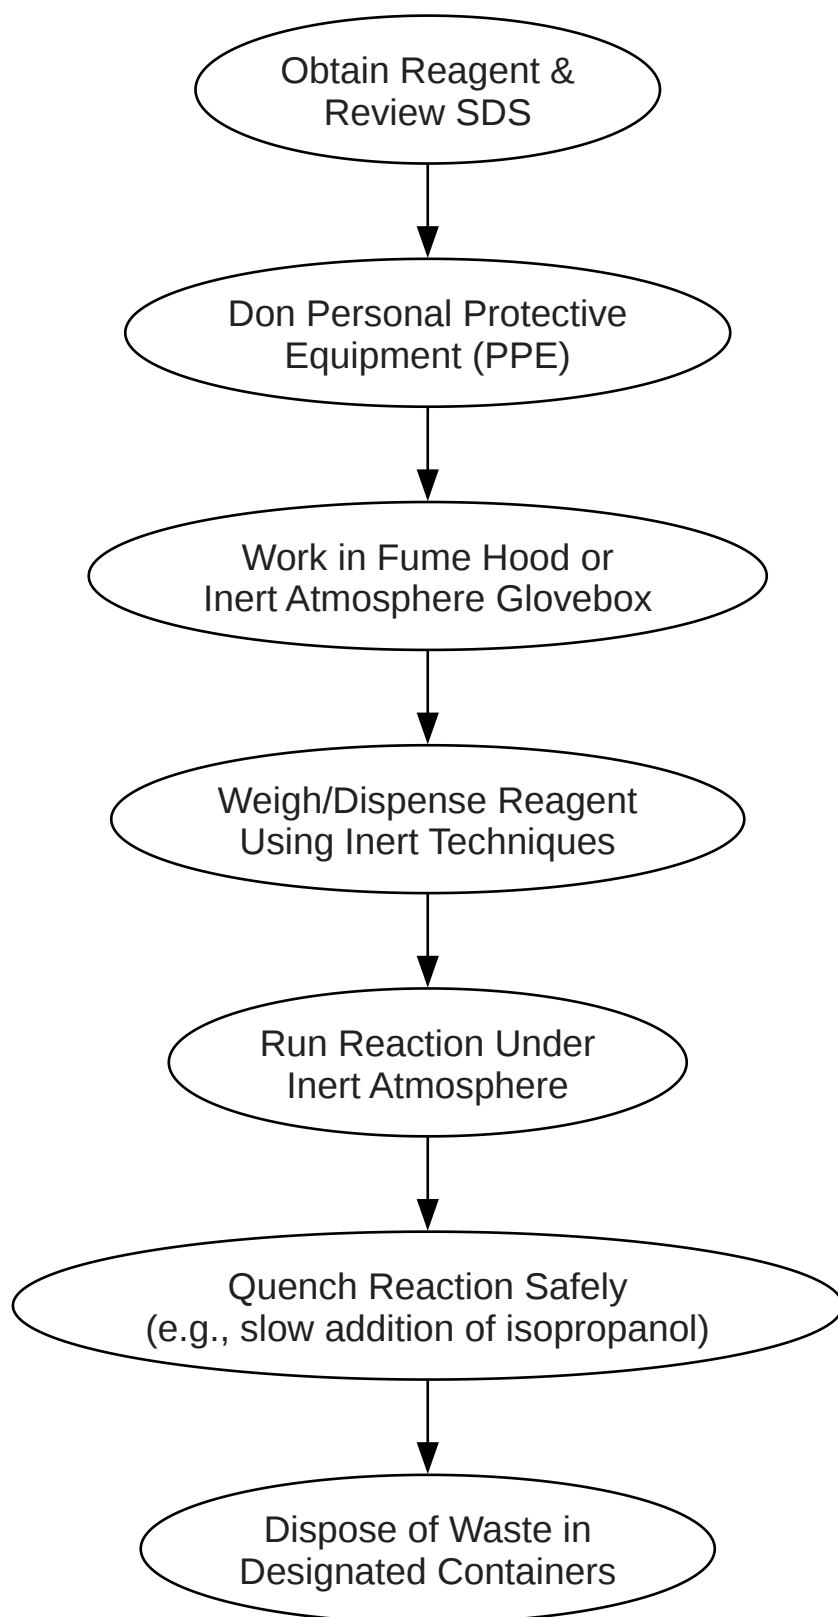 Obtain Reagent &
Review SDS
Don Personal Protective
Equipment (PPE)
Work in Fume Hood or
Inert Atmosphere Glovebox
Weigh/Dispense Reagent
Using Inert Techniques
Run Reaction Under
Inert Atmosphere
Quench Reaction Safely
(e.g., slow addition of isopropanol)
Dispose of Waste in
Designated Containers